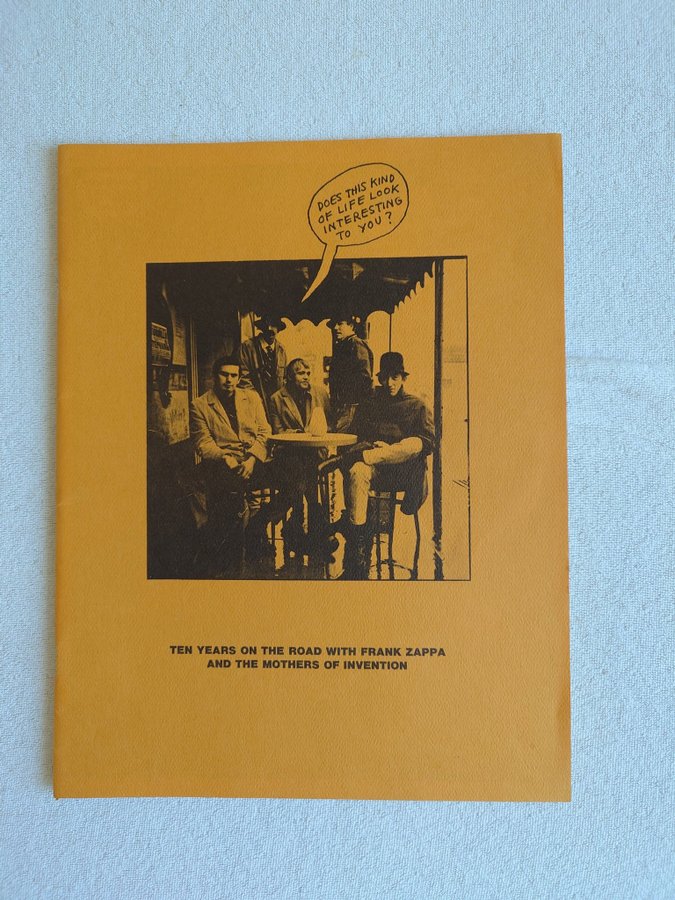 DOES THIS KIND
OF LIFE LOOK
INTERESTING
TO YOU?
TEN YEARS ON THE ROAD WITH FRANK ZAPPA
AND THE MOTHERS OF INVENTION